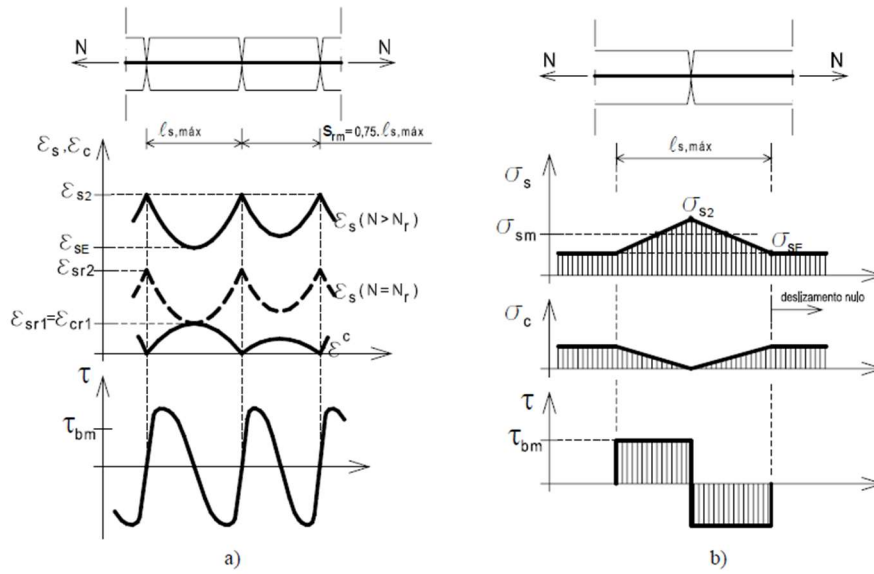 N N
ℓs,máx Srm=0,75.ℓs,máx
εs,εc
εs2
εs(N>Nr)
εsE
εsr2
εs(N=Nr)
εsr1=εcr1
εc
τ
τbm
a)
N N
ℓs,máx
σs
σs2
σsm
σsE
deslizamento nulo
σc
τ
τbm
b)